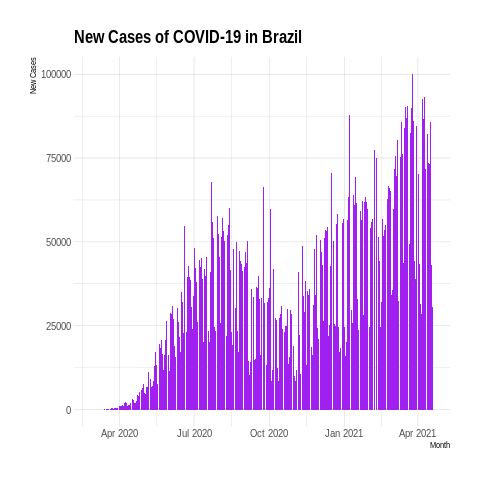 New Cases of COVID-19 in Brazil
New Cases
100000
75000
50000
25000
0
Apr 2020 Jul 2020 Oct 2020 Jan 2021 Apr 2021
Month